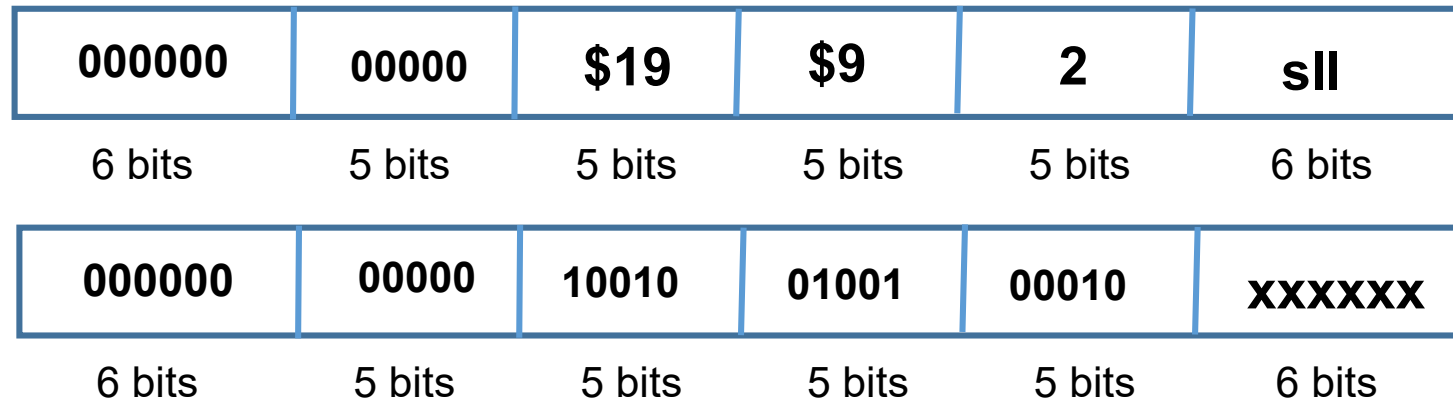 000000 00000 $19 $9 2 sll
6 bits 5 bits 5 bits 5 bits 5 bits 6 bits
000000 00000 10010 01001 00010 xxxxxx
6 bits 5 bits 5 bits 5 bits 5 bits 6 bits